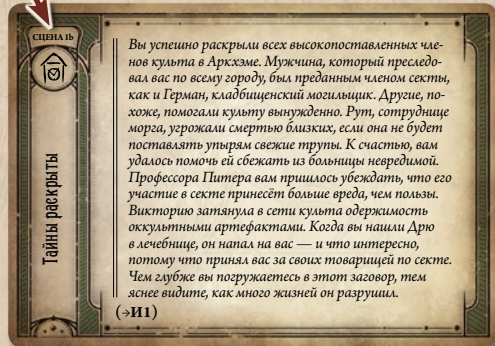 СЦЕНА 1b
Тайны раскрыты
Вы успешно раскрыли всех высокопоставленных чле-
нов культа в Аркхэме. Мужчина, который преследо-
вал вас по всему городу, был преданным членом секты,
как и Герман, кладбищенский могильщик. Другие, по-
хоже, помогали культу вынужденно. Рут, сотруднице
морга, угрожали смертью близких, если она не будет
поставлять упырям свежие трупы. К счастью, вам
удалось помочь ей сбежать из больницы невредимой.
Профессора Питера вам пришлось убеждать, что его
участие в секте принесёт больше вреда, чем пользы.
Викторию затянула в сети культа одержимость
оккультными артефактами. Когда вы нашли Дрю
в лечебнице, он напал на вас — и что интересно,
потому что принял вас за своих товарищей по секте.
Чем глубже вы погружаетесь в этот заговор, тем
яснее видите, как много жизней он разрушил.
(→И1)